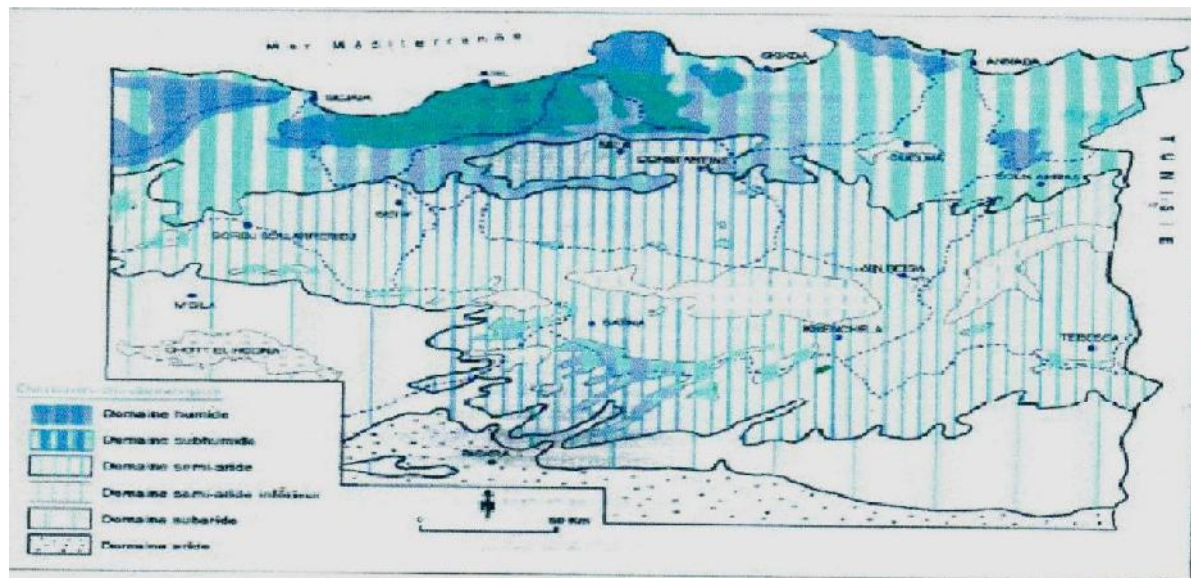 Mer Méditerranée
SKIKDA
ANNABA
BEJAIA
MILA
CONSTANTINE
GUELMA
SOUK AHRAS
TUNISIE
SETIF
BORDJ BOU ARRERIDJ
AIN BEIDA
M'SILA
BATNA
KHENCHELA
TEBESSA
CHOTT EL HODNA
Domaine humide
Domaine subhumide
Domaine semi-aride
Domaine semi-aride inférieur
Domaine subaride
Domaine aride
BISKRA
0 50 Km